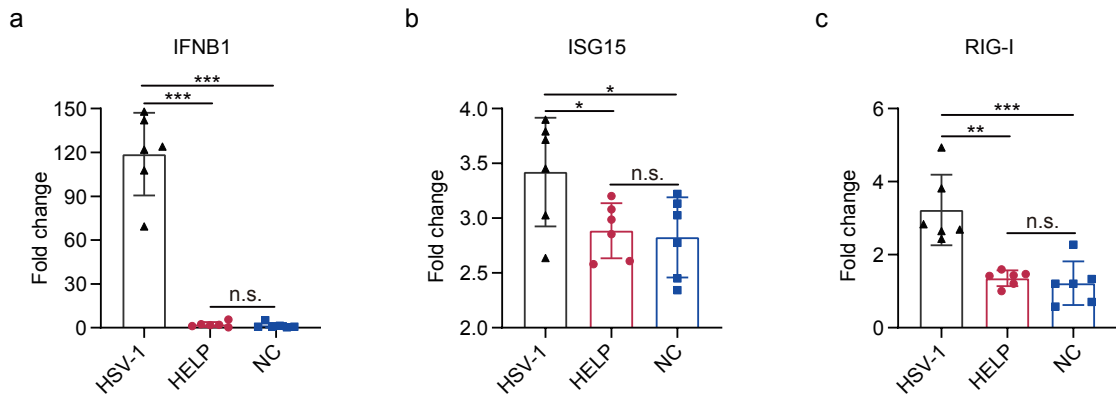 a
IFNB1
Fold change
150
120
90
60
30
0
***
***
n.s.
HSV-1
HELP
NC
b
ISG15
Fold change
4.0
3.5
3.0
2.5
2.0
*
*
n.s.
HSV-1
HELP
NC
c
RIG-I
Fold change
6
4
2
0
***
**
n.s.
HSV-1
HELP
NC